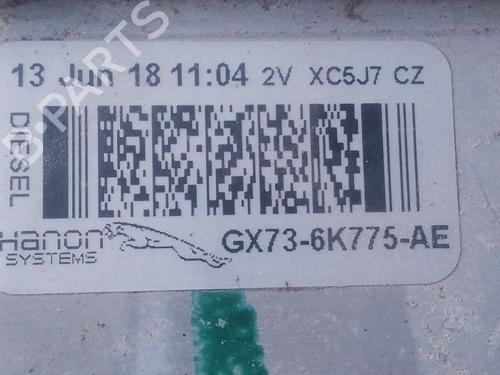 B-PARTS
13 Jun 18 11:04 2V XC5J7 CZ
DIESEL
Hanon
SYSTEMS
GX73-6K775-AE